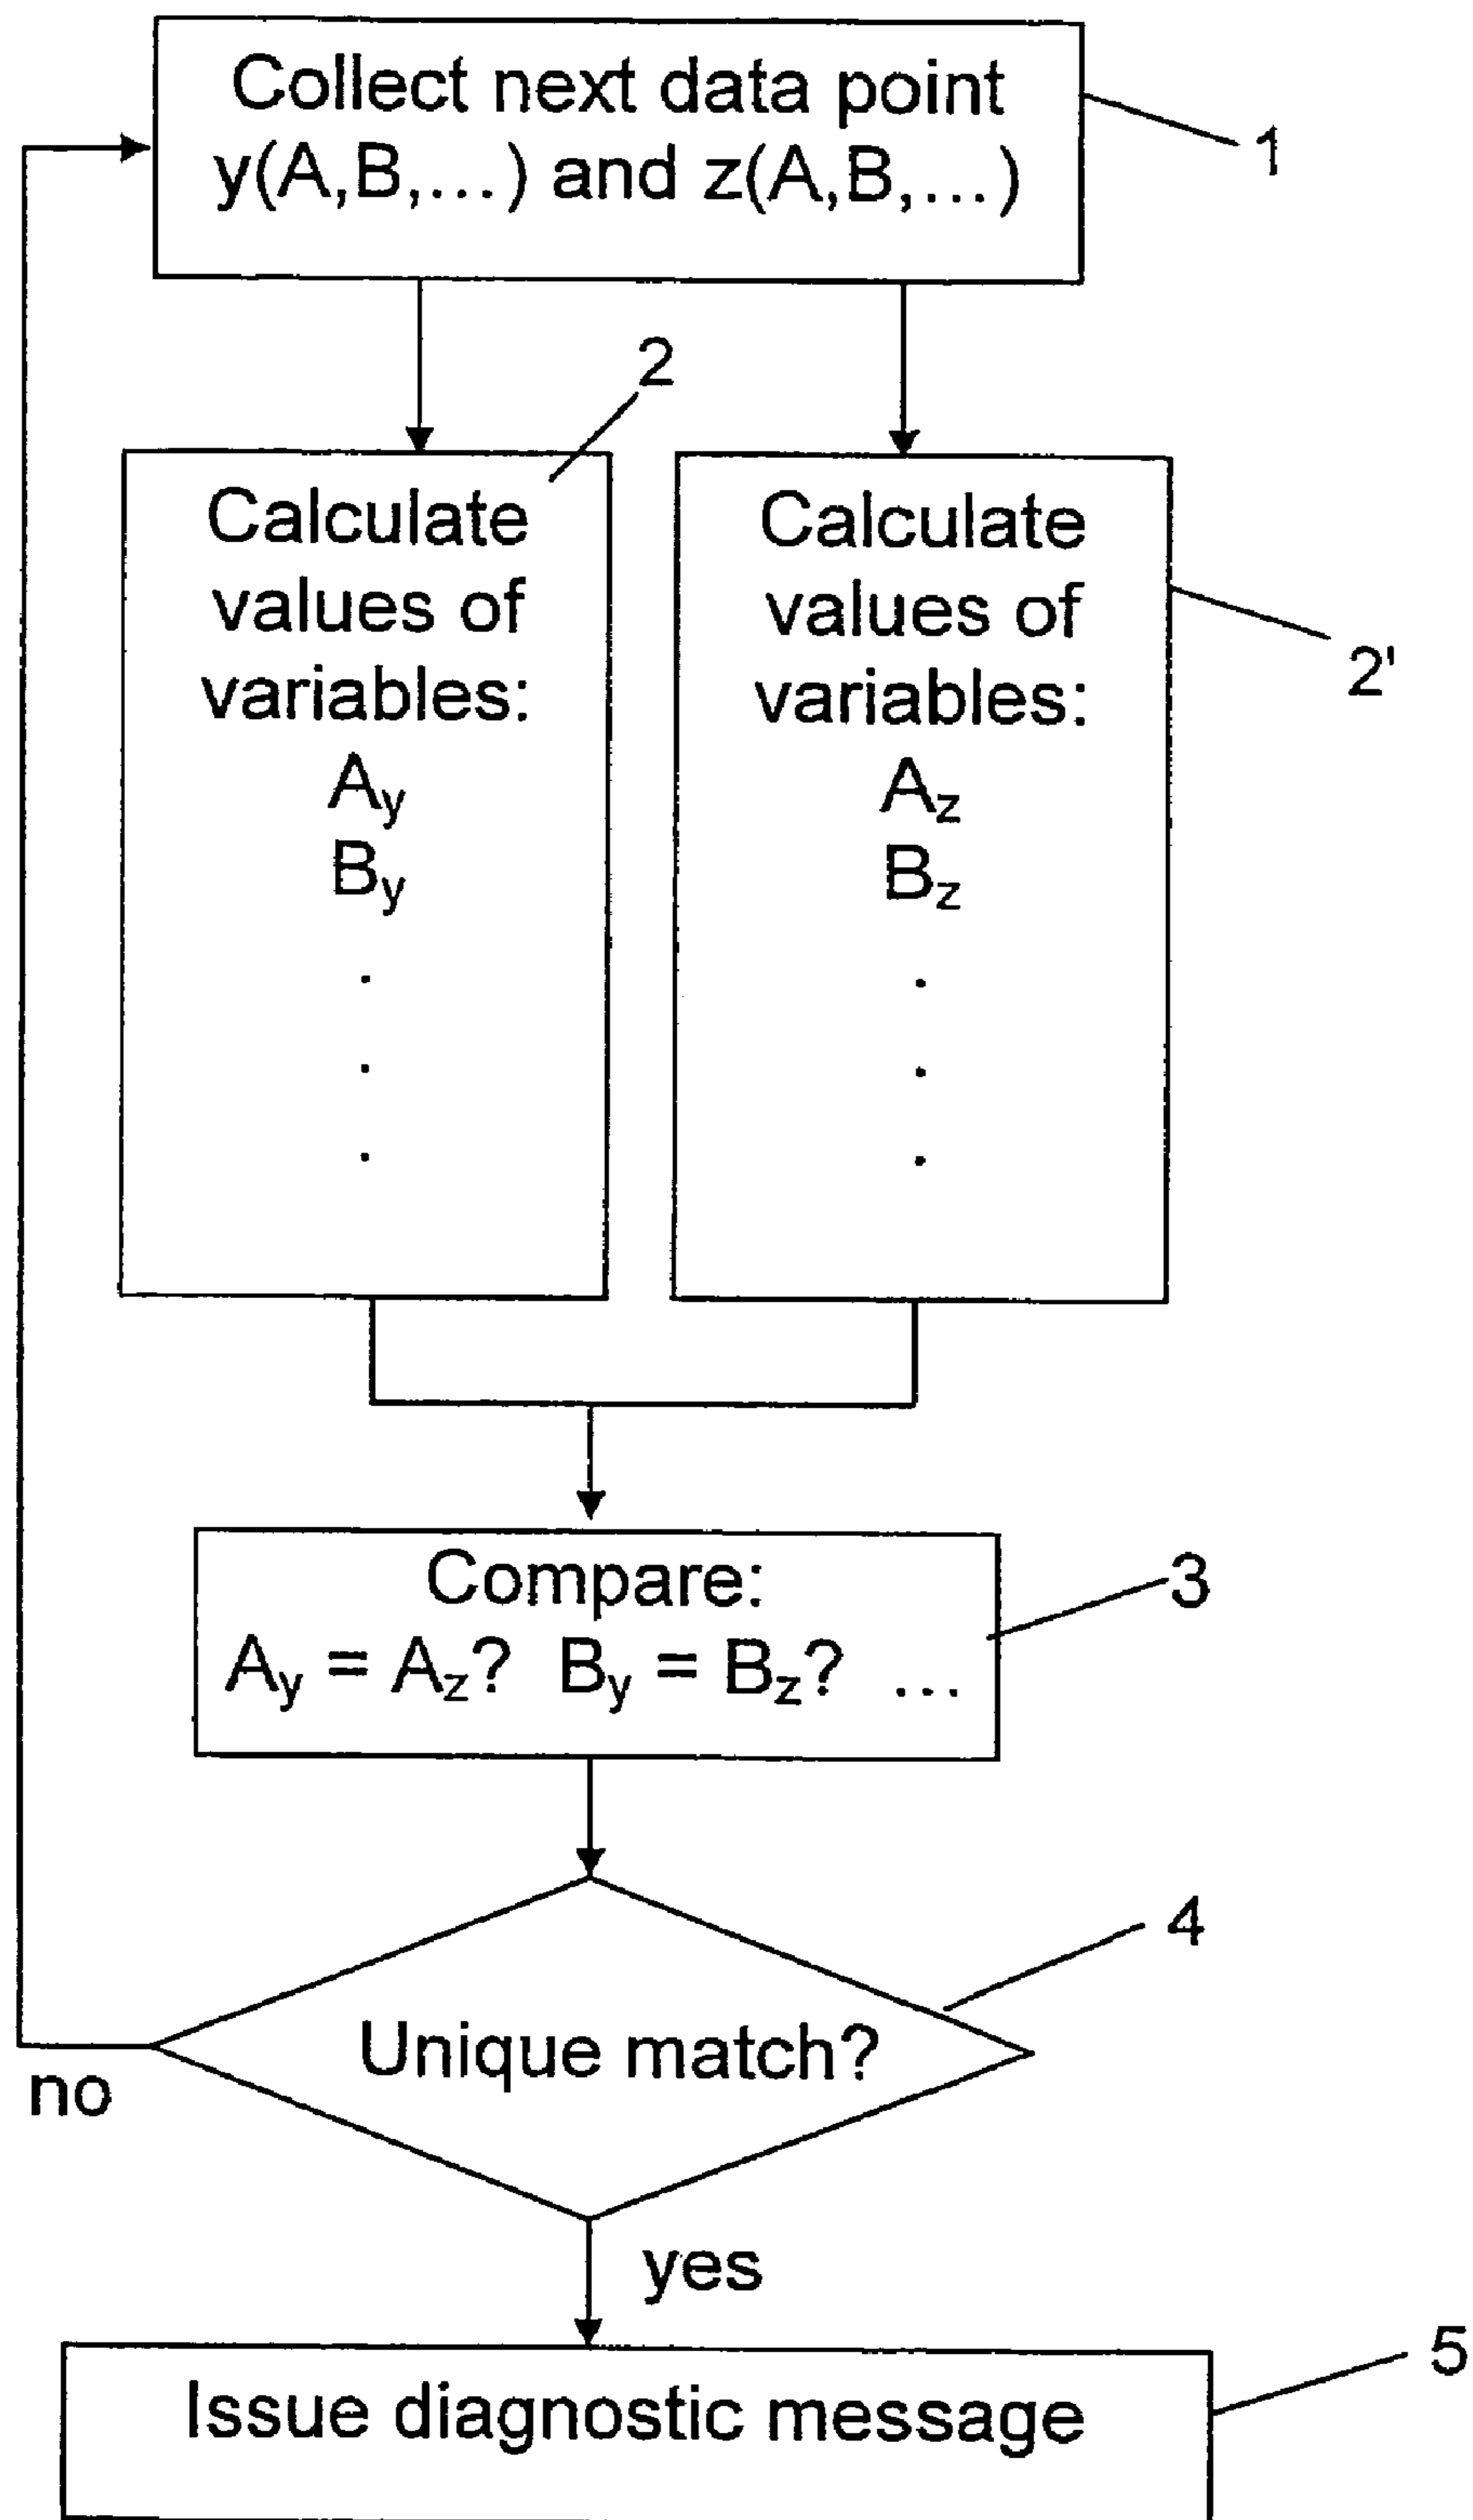 Collect next data point
y(A,B,...) and z(A,B,...)
1
2
Calculate
values of
variables:
Ay
By
.
.
.
Calculate
values of
variables:
Az
Bz
.
.
.
2'
Compare:
Ay = Az? By = Bz? ...
3
4
Unique match?
no
yes
5
Issue diagnostic message